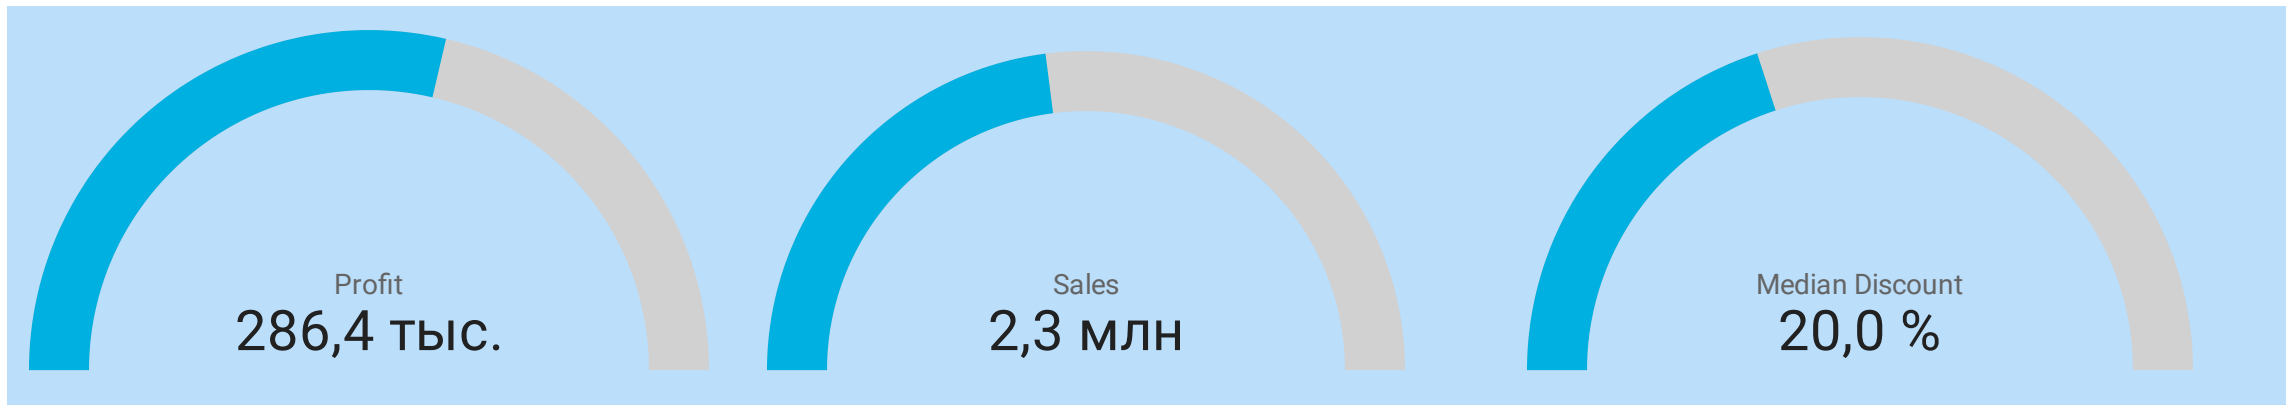 Profit
286,4 тыс.
Sales
2,3 млн
Median Discount
20,0 %